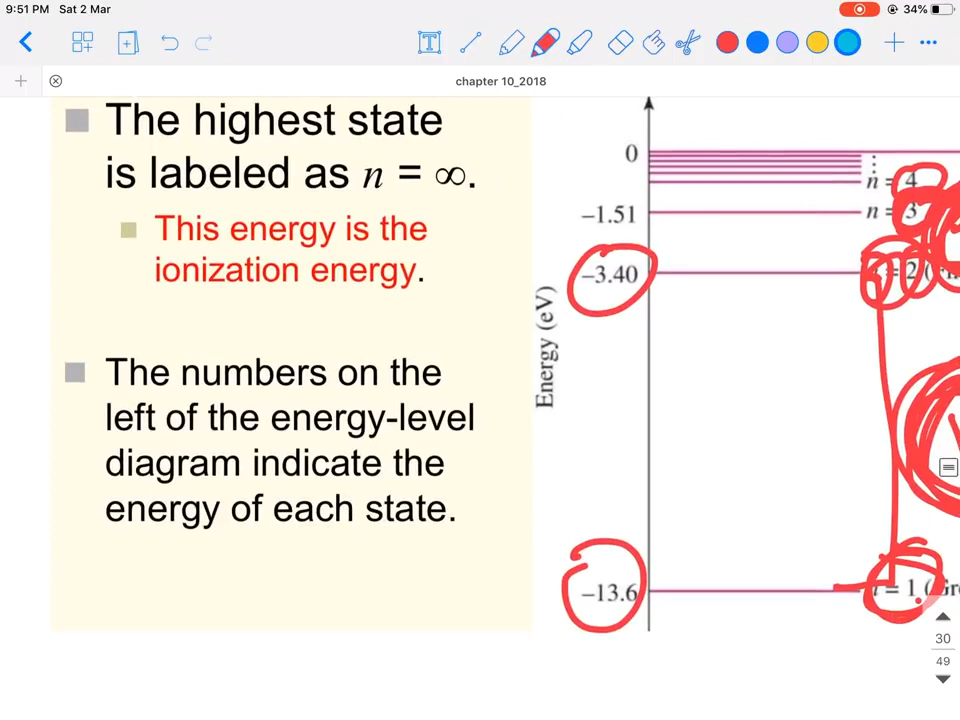 9:51 PM Sat 2 Mar
34%
chapter 10_2018
The highest state
is labeled as n = ∞.
This energy is the
ionization energy.
The numbers on the
left of the energy-level
diagram indicate the
energy of each state.
Energy (eV)
0
n = 4
−1.51
n = 3
−3.40
= 2
−13.6
= 1
30
49